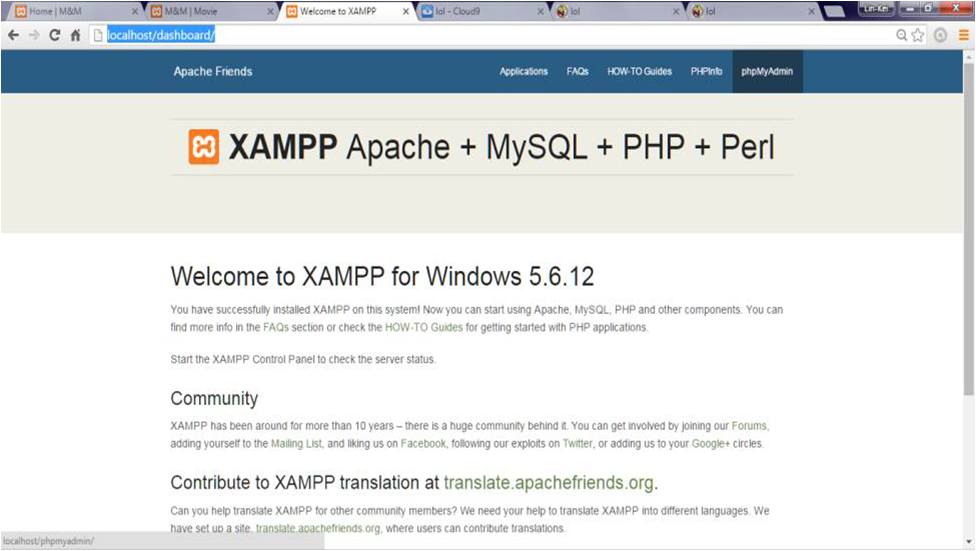 Home | M&M
M&M | Movie
Welcome to XAMPP
lol - Cloud9
lol
lol
Lin-Kei
localhost/dashboard/
Apache Friends
Applications
FAQs
HOW-TO Guides
PHPInfo
phpMyAdmin
XAMPP Apache + MySQL + PHP + Perl
Welcome to XAMPP for Windows 5.6.12
You have successfully installed XAMPP on this system! Now you can start using Apache, MySQL, PHP and other components. You can
find more info in the FAQs section or check the HOW-TO Guides for getting started with PHP applications.
Start the XAMPP Control Panel to check the server status.
Community
XAMPP has been around for more than 10 years – there is a huge community behind it. You can get involved by joining our Forums,
adding yourself to the Mailing List, and liking us on Facebook, following our exploits on Twitter, or adding us to your Google+ circles.
Contribute to XAMPP translation at translate.apachefriends.org.
Can you help translate XAMPP for other community members? We need your help to translate XAMPP into different languages. We
have set up a site, translate.apachefriends.org, where users can contribute translations.
localhost/phpmyadmin/